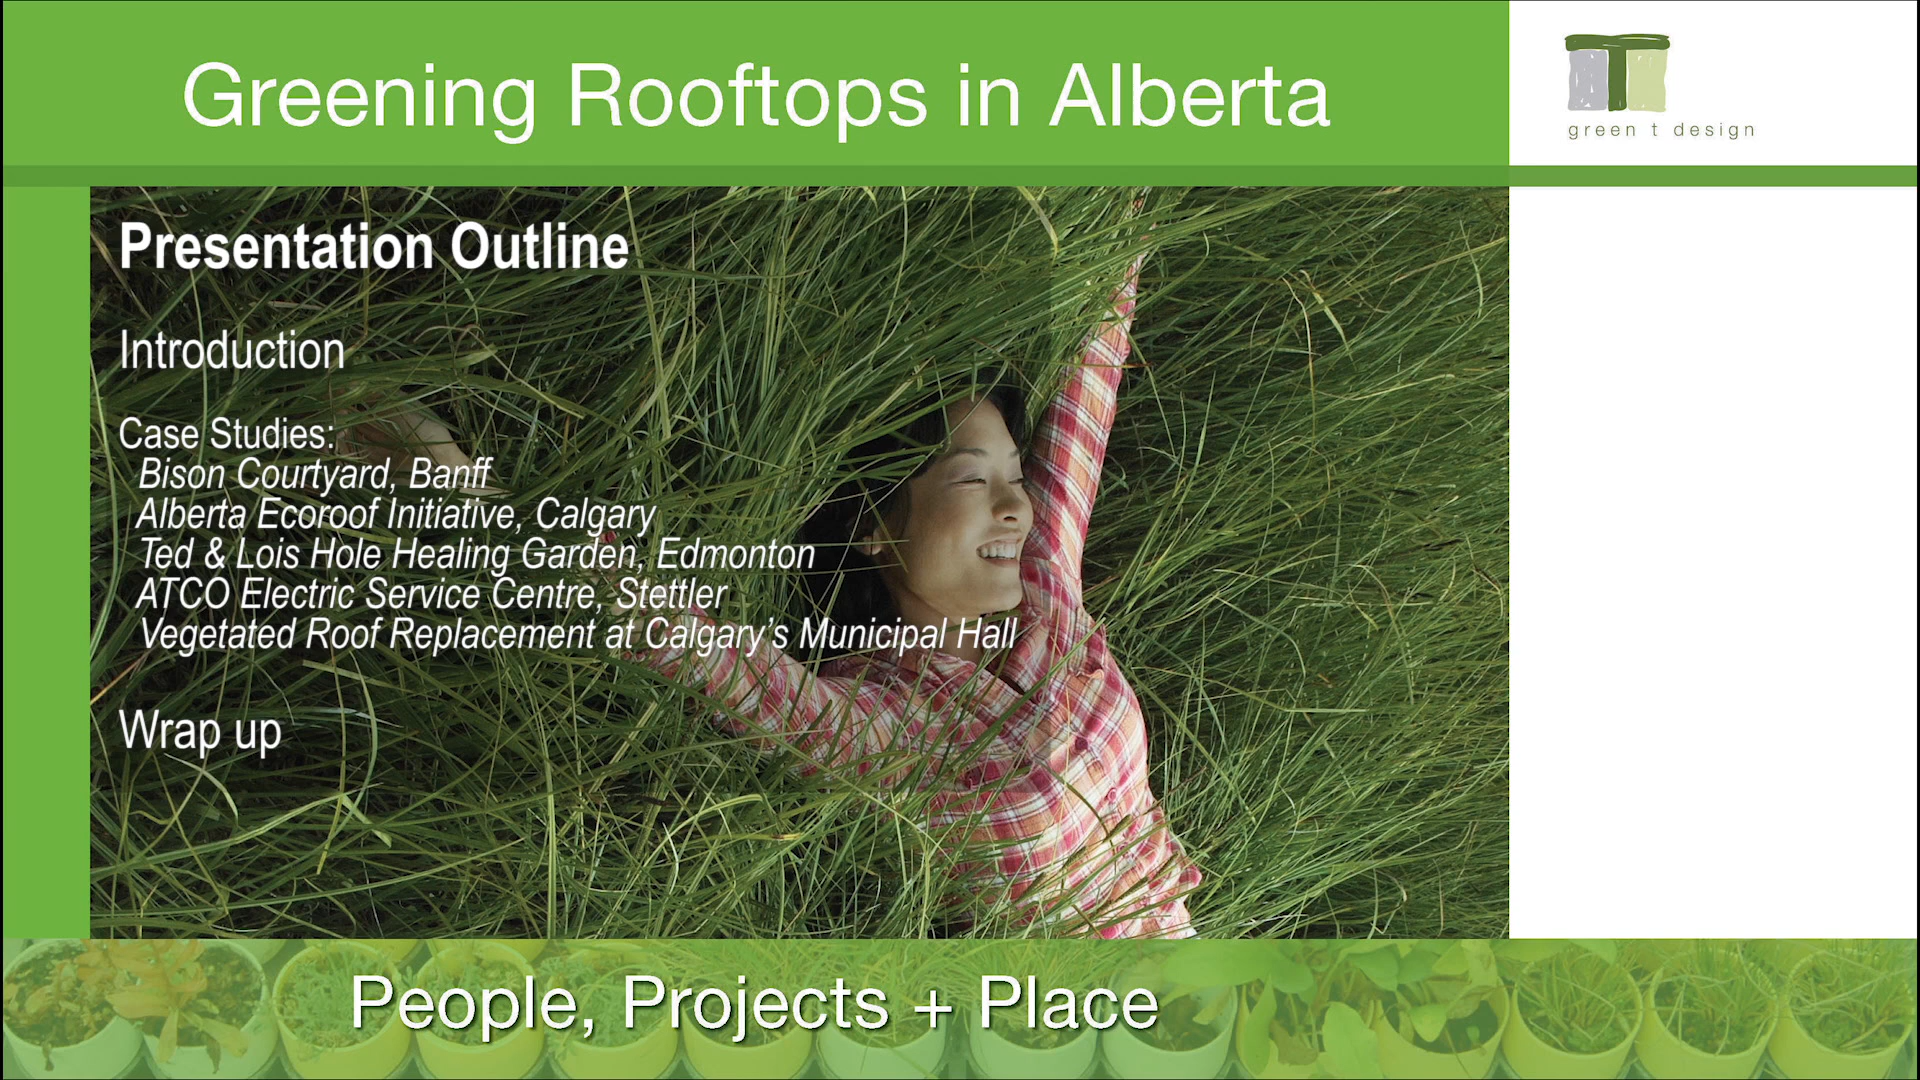 Greening Rooftops in Alberta
green t design
Presentation Outline
Introduction
Case Studies:
Bison Courtyard, Banff
Alberta Ecoroof Initiative, Calgary
Ted & Lois Hole Healing Garden, Edmonton
ATCO Electric Service Centre, Stettler
Vegetated Roof Replacement at Calgary’s Municipal Hall
Wrap up
People, Projects + Place